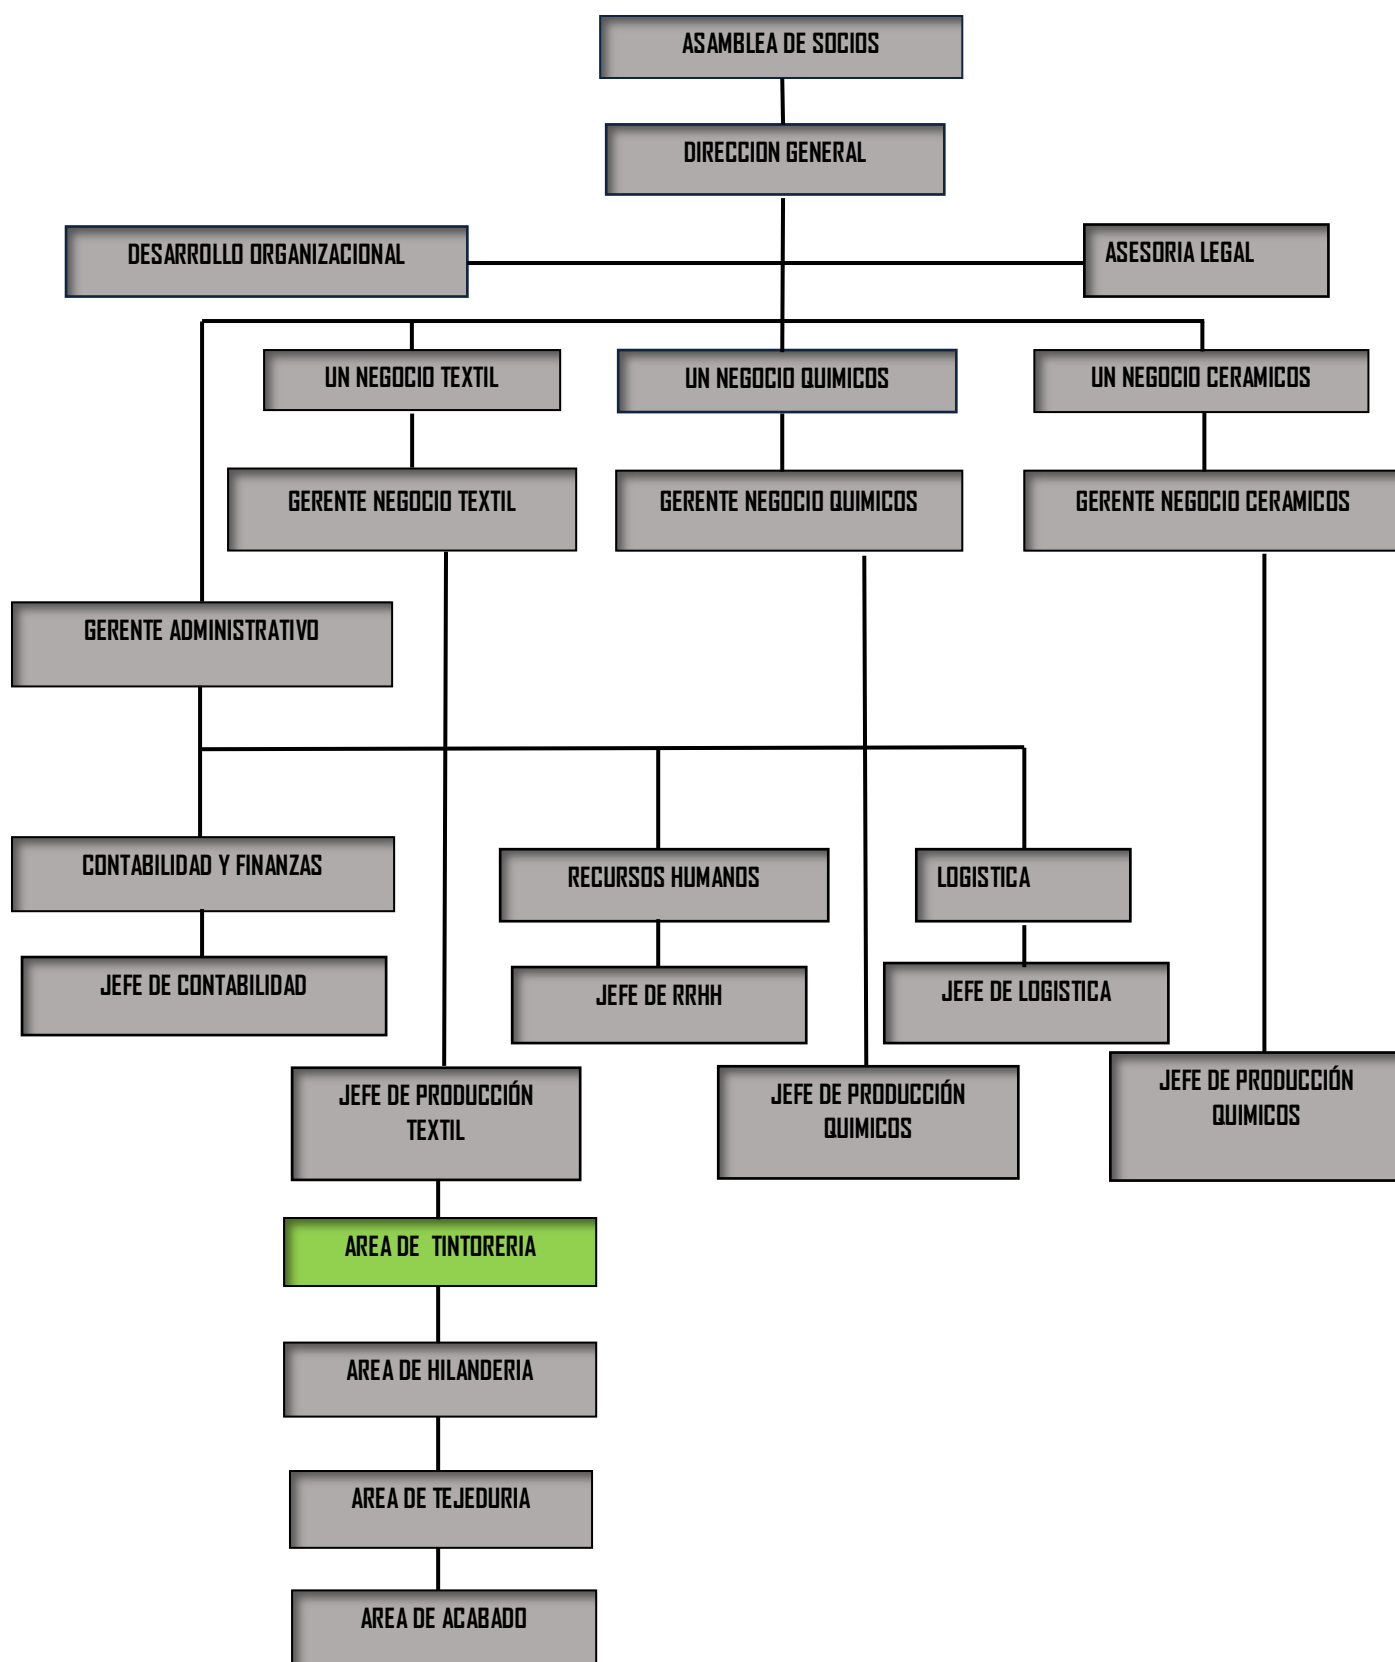 ASAMBLEA DE SOCIOS
DIRECCION GENERAL
DESARROLLO ORGANIZACIONAL
ASESORIA LEGAL
UN NEGOCIO TEXTIL
UN NEGOCIO QUIMICOS
UN NEGOCIO CERAMICOS
GERENTE NEGOCIO TEXTIL
GERENTE NEGOCIO QUIMICOS
GERENTE NEGOCIO CERAMICOS
GERENTE ADMINISTRATIVO
CONTABILIDAD Y FINANZAS
RECURSOS HUMANOS
LOGISTICA
JEFE DE CONTABILIDAD
JEFE DE RRHH
JEFE DE LOGISTICA
JEFE DE PRODUCCIÓN
TEXTIL
JEFE DE PRODUCCIÓN
QUIMICOS
JEFE DE PRODUCCIÓN
QUIMICOS
AREA DE TINTORERIA
AREA DE HILANDERIA
AREA DE TEJEDURIA
AREA DE ACABADO